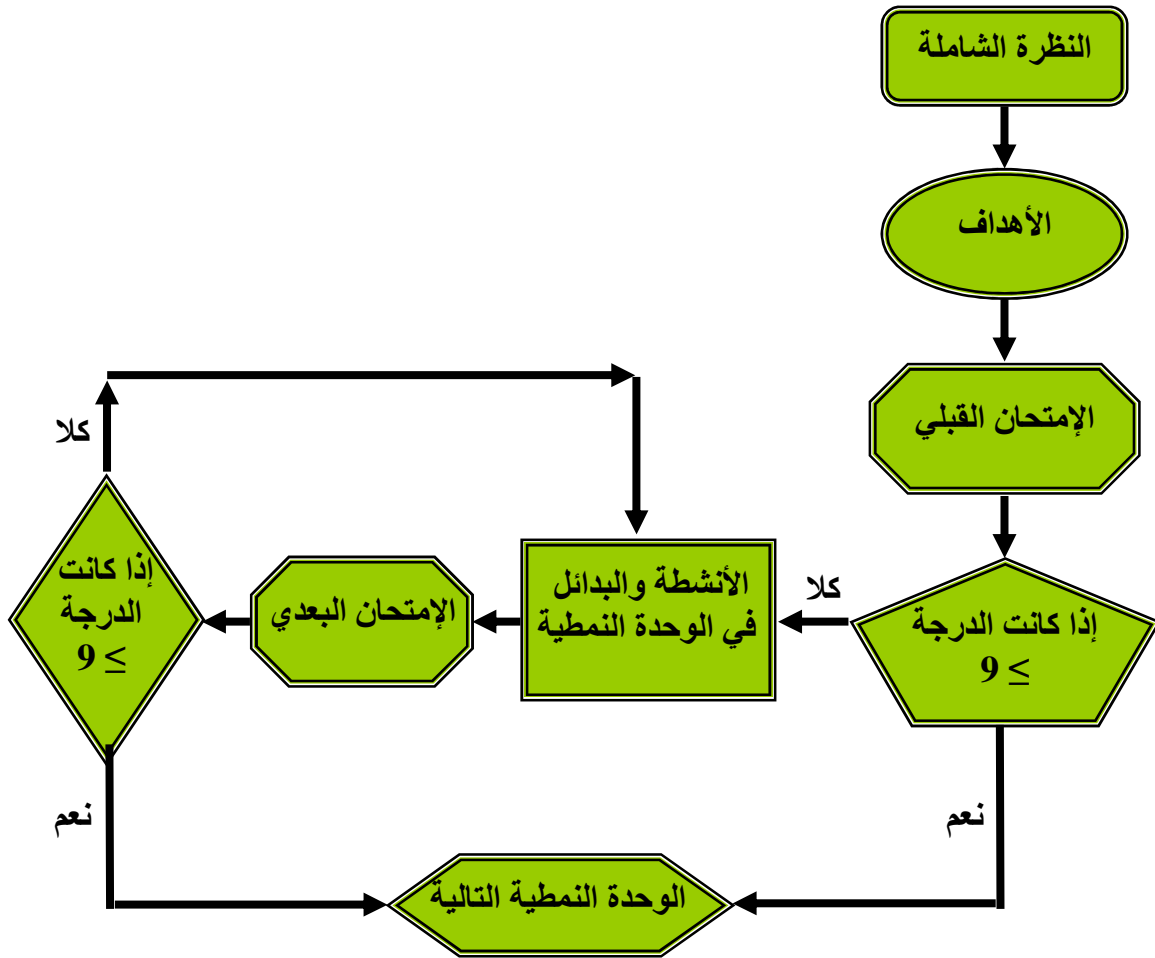 النظرة الشاملة
الأهداف
الإمتحان القبلي
إذا كانت الدرجة
9 ≤
كلا
نعم
الأنشطة والبدائل
في الوحدة النمطية
الإمتحان البعدي
إذا كانت
الدرجة
9 ≤
كلا
نعم
الوحدة النمطية التالية